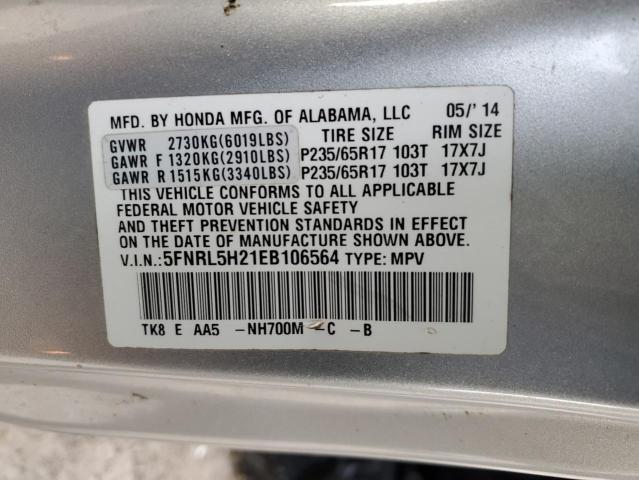 MFD. BY HONDA MFG. OF ALABAMA, LLC 05/'14
GVWR 2730KG(6019LBS) TIRE SIZE RIM SIZE
GAWR F 1320KG(2910LBS) P235/65R17 103T 17X7J
GAWR R 1515KG(3340LBS) P235/65R17 103T 17X7J
THIS VEHICLE CONFORMS TO ALL APPLICABLE
FEDERAL MOTOR VEHICLE SAFETY
AND THEFT PREVENTION STANDARDS IN EFFECT
ON THE DATE OF MANUFACTURE SHOWN ABOVE.
V.I.N.:5FNRL5H21EB106564 TYPE: MPV
TK8 E AA5 -NH700M -C -B